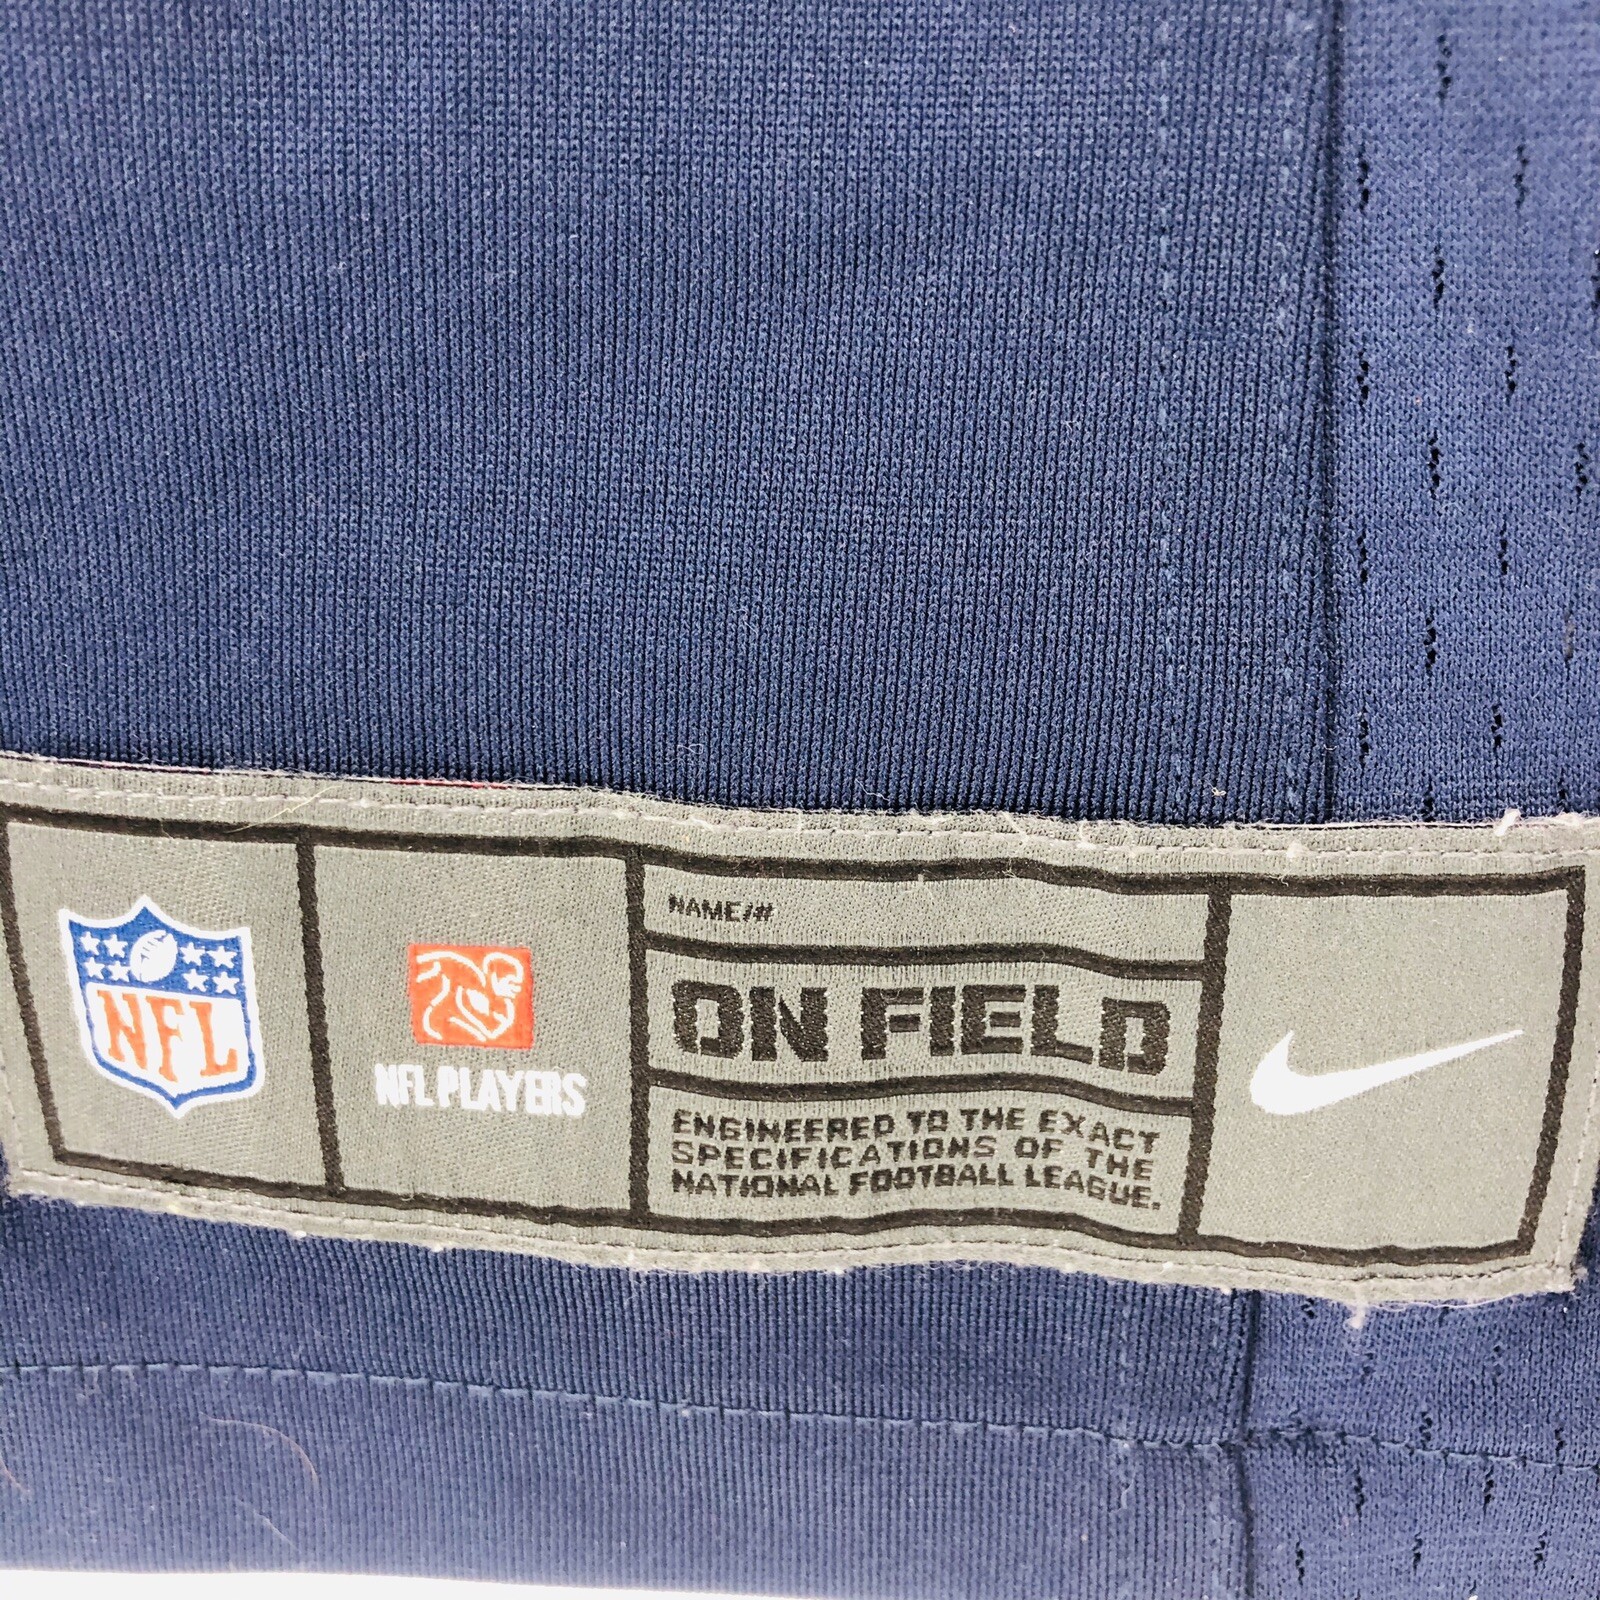 NFL
NFL PLAYERS
NAME/#
ON FIELD
ENGINEERED TO THE EXACT
SPECIFICATIONS OF THE
NATIONAL FOOTBALL LEAGUE.